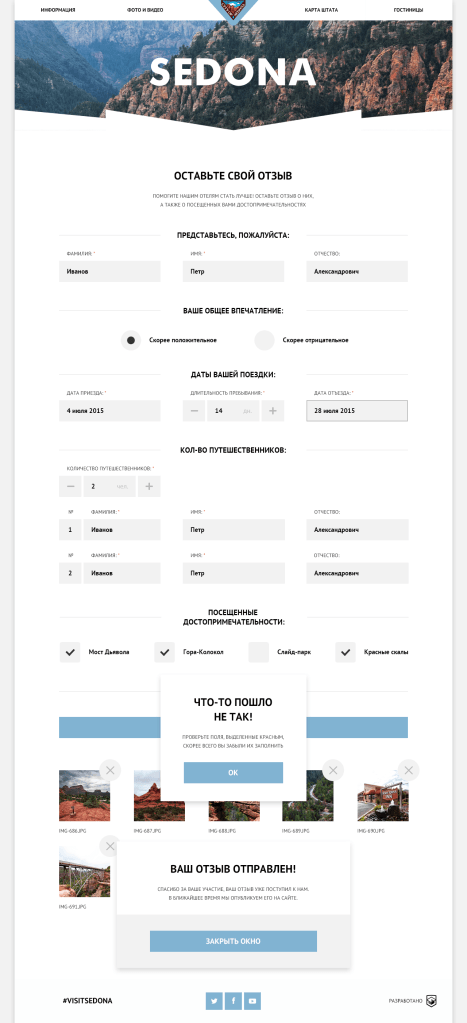 ИНФОРМАЦИЯ ФОТО И ВИДЕО КАРТА ШТАТА ГОСТИНИЦЫ
SEDONA
ОСТАВЬТЕ СВОЙ ОТЗЫВ
ПОМОГИТЕ НАШИМ ОТЕЛЯМ СТАТЬ ЛУЧШЕ! ОСТАВЬТЕ ОТЗЫВ О НИХ,
А ТАКЖЕ О ПОСЕЩЕННЫХ ВАМИ ДОСТОПРИМЕЧАТЕЛЬНОСТЯХ
ПРЕДСТАВЬТЕСЬ, ПОЖАЛУЙСТА:
ФАМИЛИЯ: * ИМЯ: * ОТЧЕСТВО:
Иванов Петр Александрович
ВАШЕ ОБЩЕЕ ВПЕЧАТЛЕНИЕ:
Скорее положительное Скорее отрицательное
ДАТЫ ВАШЕЙ ПОЕЗДКИ:
ДАТА ПРИЕЗДА: * ДЛИТЕЛЬНОСТЬ ПРЕБЫВАНИЯ: * ДАТА ОТЪЕЗДА: *
4 июля 2015 − 14 дн. + 28 июля 2015
КОЛ-ВО ПУТЕШЕСТВЕННИКОВ:
КОЛИЧЕСТВО ПУТЕШЕСТВЕННИКОВ: *
− 2 чел. +
№ ФАМИЛИЯ: * ИМЯ: * ОТЧЕСТВО:
1 Иванов Петр Александрович
№ ФАМИЛИЯ: * ИМЯ: * ОТЧЕСТВО:
2 Иванов Петр Александрович
ПОСЕЩЕННЫЕ
ДОСТОПРИМЕЧАТЕЛЬНОСТИ:
Мост Дьявола Гора-Колокол Слайд-парк Красные скалы
ЧТО-ТО ПОШЛО
НЕ ТАК!
ПРОВЕРЬТЕ ПОЛЯ, ВЫДЕЛЕННЫЕ КРАСНЫМ,
СКОРЕЕ ВСЕГО ВЫ ЗАБЫЛИ ИХ ЗАПОЛНИТЬ
ОК
IMG-686.JPG IMG-687.JPG IMG-688.JPG IMG-689.JPG IMG-690.JPG
IMG-691.JPG
ВАШ ОТЗЫВ ОТПРАВЛЕН!
СПАСИБО ЗА ВАШЕ УЧАСТИЕ, ВАШ ОТЗЫВ УЖЕ ПОСТУПИЛ К НАМ.
В БЛИЖАЙШЕЕ ВРЕМЯ МЫ ОПУБЛИКУЕМ ЕГО НА САЙТЕ.
ЗАКРЫТЬ ОКНО
#VISITSEDONA РАЗРАБОТАНО